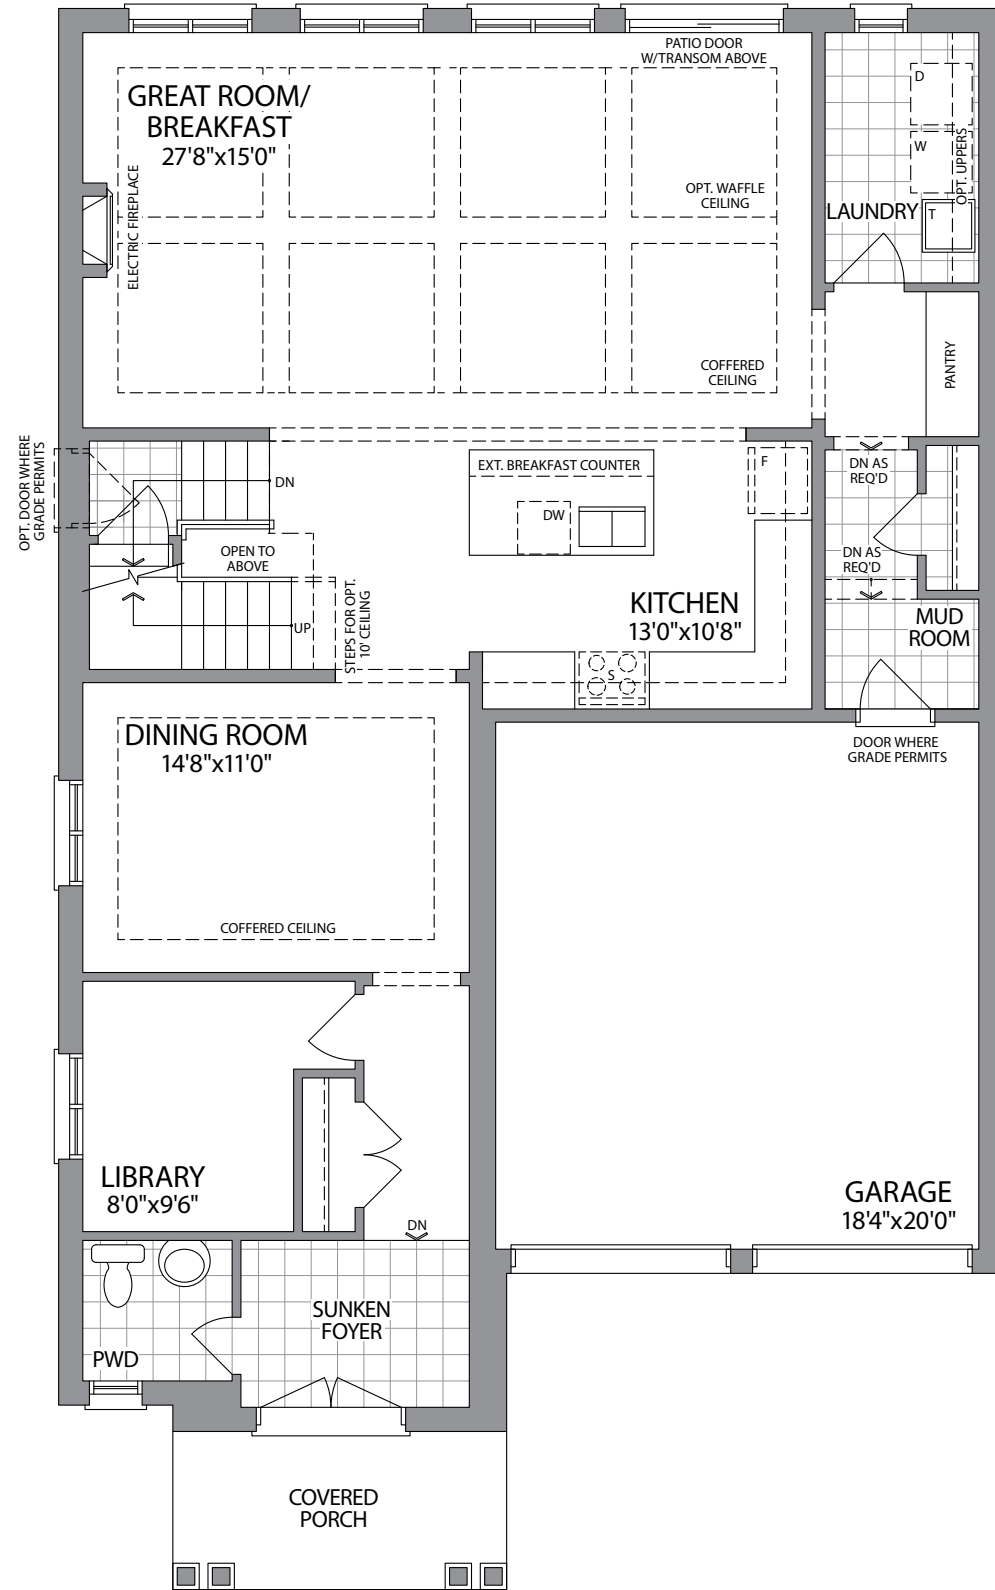 PATIO DOOR
W/TRANSOM ABOVE
GREAT ROOM/
BREAKFAST
27'8"x15'0"
ELECTRIC FIREPLACE
OPT. WAFFLE
CEILING
COFFERED
CEILING
D
W
OPT. UPPERS
LAUNDRY
T
PANTRY
OPT. DOOR WHERE
GRADE PERMITS
DN
OPEN TO
ABOVE
UP
STEPS FOR OPT.
10' CEILING
EXT. BREAKFAST COUNTER
DW
F
KITCHEN
13'0"x10'8"
S
DN AS
REQ'D
DN AS
REQ'D
MUD
ROOM
DOOR WHERE
GRADE PERMITS
DINING ROOM
14'8"x11'0"
COFFERED CEILING
LIBRARY
8'0"x9'6"
GARAGE
18'4"x20'0"
DN
SUNKEN
FOYER
PWD
COVERED
PORCH